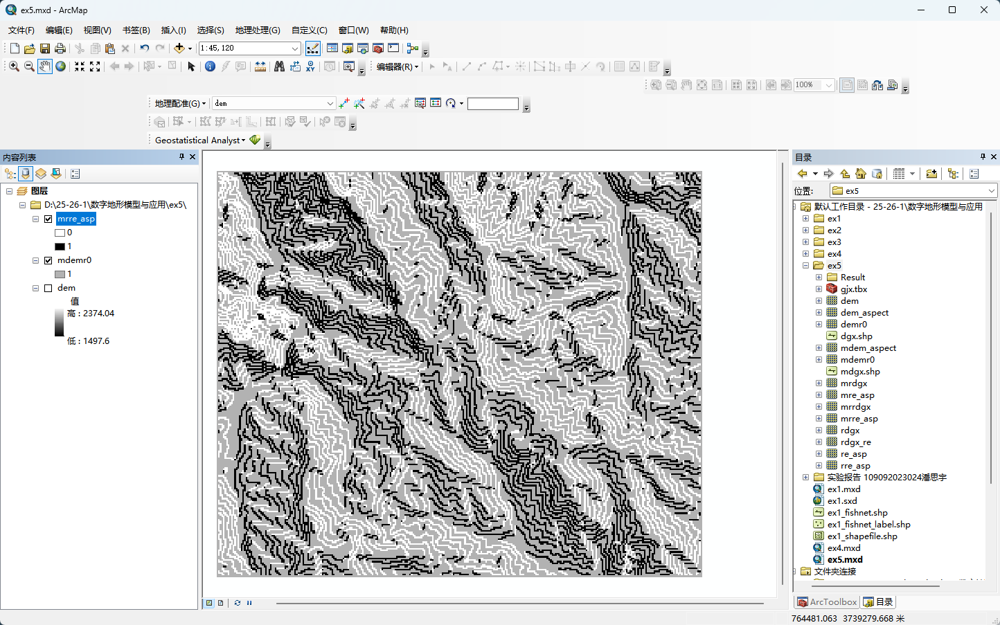 ex5.mxd - ArcMap
文件(F) 编辑(E) 视图(V) 书签(B) 插入(I) 选择(S) 地理处理(G) 自定义(C) 窗口(W) 帮助(H)
1:45,120
编辑器(R)
100%
地理配准(G) dem
Geostatistical Analyst
内容列表
图层
D:\25-26-1\数字地形模型与应用\ex5\
mrre_asp
0
1
mdemr0
1
dem
值
高 : 2374.04
低 : 1497.6
目录
位置: ex5
默认工作目录 - 25-26-1\数字地形模型与应用
ex1
ex2
ex3
ex4
ex5
Result
gjx.tbx
dem
dem_aspect
demr0
dgx.shp
mdem_aspect
mdemr0
mdgx.shp
mrdgx
mre_asp
mrrdgx
mrre_asp
rdgx
rdgx_re
re_asp
rre_asp
实验报告 109092023024潘思宇
ex1.mxd
ex1.sxd
ex1_fishnet.shp
ex1_fishnet_label.shp
ex1_shapefile.shp
ex4.mxd
ex5.mxd
文件夹连接
ArcToolbox 目录
764481.063 3739279.668 米